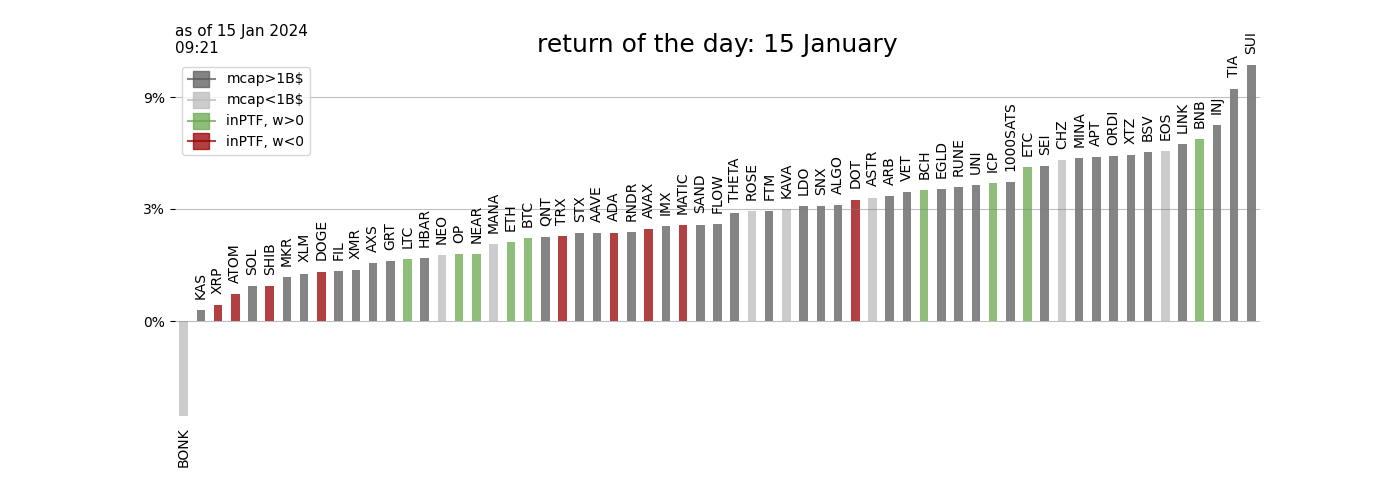 as of 15 Jan 2024
09:21
return of the day: 15 January
mcap>1B$
mcap<1B$
inPTF, w>0
inPTF, w<0
9%
3%
0%
BONK
KAS
XRP
ATOM
SOL
SHIB
MKR
XLM
DOGE
FIL
XMR
AXS
GRT
LTC
HBAR
NEO
OP
NEAR
MANA
ETH
BTC
QNT
TRX
STX
AAVE
ADA
RNDR
AVAX
IMX
MATIC
SAND
FLOW
THETA
ROSE
FTM
KAVA
LDO
SNX
ALGO
DOT
ASTR
ARB
VET
BCH
EGLD
RUNE
UNI
ICP
1000SATS
ETC
SEI
CHZ
MINA
APT
ORDI
XTZ
BSV
EOS
LINK
BNB
INJ
TIA
SUI